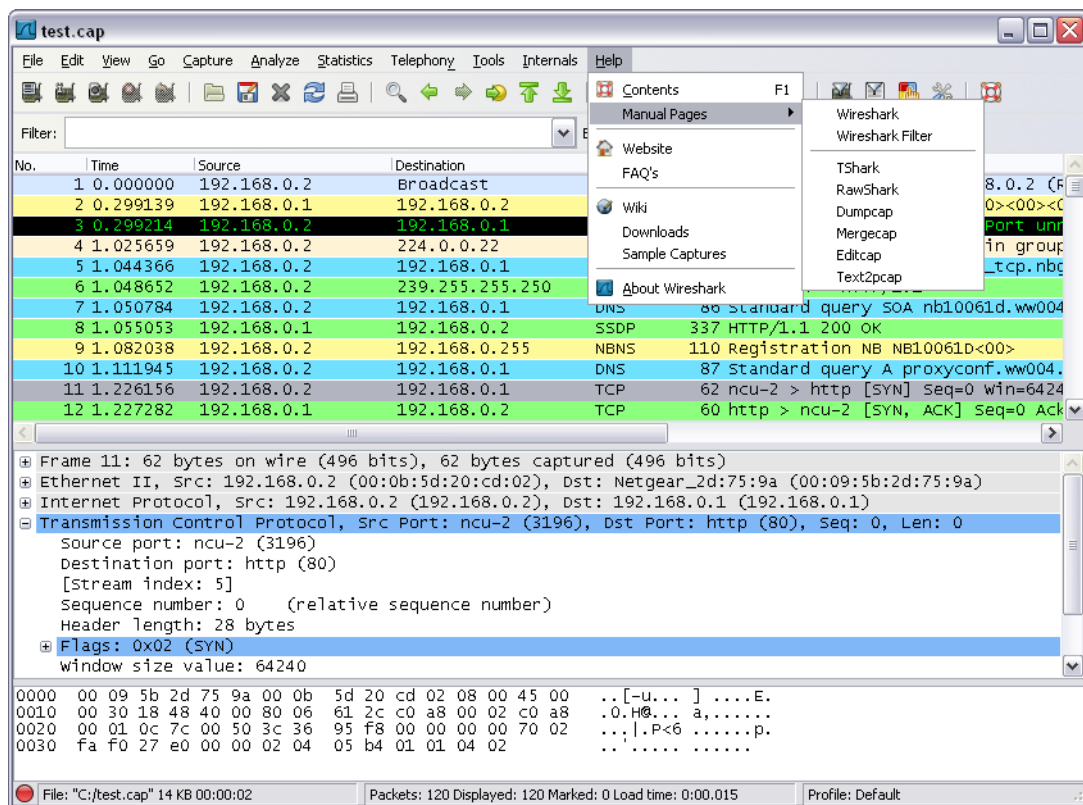 test.cap
File Edit View Go Capture Analyze Statistics Telephony Tools Internals Help
Contents F1
Manual Pages
Website
FAQ's
Wiki
Downloads
Sample Captures
About Wireshark
Wireshark
Wireshark Filter
TShark
RawShark
Dumpcap
Mergecap
Editcap
Text2pcap
Filter:
No. Time Source Destination
1 0.000000 192.168.0.2 Broadcast 8.0.2
2 0.299139 192.168.0.1 192.168.0.2 0><00><
3 0.299214 192.168.0.2 192.168.0.1 Port unr
4 1.025659 192.168.0.2 224.0.0.22 in group
5 1.044366 192.168.0.2 192.168.0.1 _tcp.nbg
6 1.048652 192.168.0.2 239.255.255.250
7 1.050784 192.168.0.2 192.168.0.1 DNS 86 Standard query SOA nb10061d.ww004
8 1.055053 192.168.0.1 192.168.0.2 SSDP 337 HTTP/1.1 200 OK
9 1.082038 192.168.0.2 192.168.0.255 NBNS 110 Registration NB NB10061D<00>
10 1.111945 192.168.0.2 192.168.0.1 DNS 87 Standard query A proxyconf.ww004.
11 1.226156 192.168.0.2 192.168.0.1 TCP 62 ncu-2 > http [SYN] Seq=0 Win=6424
12 1.227282 192.168.0.1 192.168.0.2 TCP 60 http > ncu-2 [SYN, ACK] Seq=0 Ack
Frame 11: 62 bytes on wire (496 bits), 62 bytes captured (496 bits)
Ethernet II, Src: 192.168.0.2 (00:0b:5d:20:cd:02), Dst: Netgear_2d:75:9a (00:09:5b:2d:75:9a)
Internet Protocol, Src: 192.168.0.2 (192.168.0.2), Dst: 192.168.0.1 (192.168.0.1)
Transmission Control Protocol, Src Port: ncu-2 (3196), Dst Port: http (80), Seq: 0, Len: 0
Source port: ncu-2 (3196)
Destination port: http (80)
[Stream index: 5]
Sequence number: 0 (relative sequence number)
Header length: 28 bytes
Flags: 0x02 (SYN)
Window size value: 64240
0000 00 09 5b 2d 75 9a 00 0b 5d 20 cd 02 08 00 45 00 ..[-u... ] ....E.
0010 00 30 18 48 40 00 80 06 61 2c c0 a8 00 02 c0 a8 .0.H@... a,......
0020 00 01 0c 7c 00 50 3c 36 95 f8 00 00 00 00 70 02 ...|.P<6 ......p.
0030 fa f0 27 e0 00 00 02 04 05 b4 01 01 04 02 ..'..... ......
File: "C:/test.cap" 14 KB 00:00:02 Packets: 120 Displayed: 120 Marked: 0 Load time: 0:00.015 Profile: Default